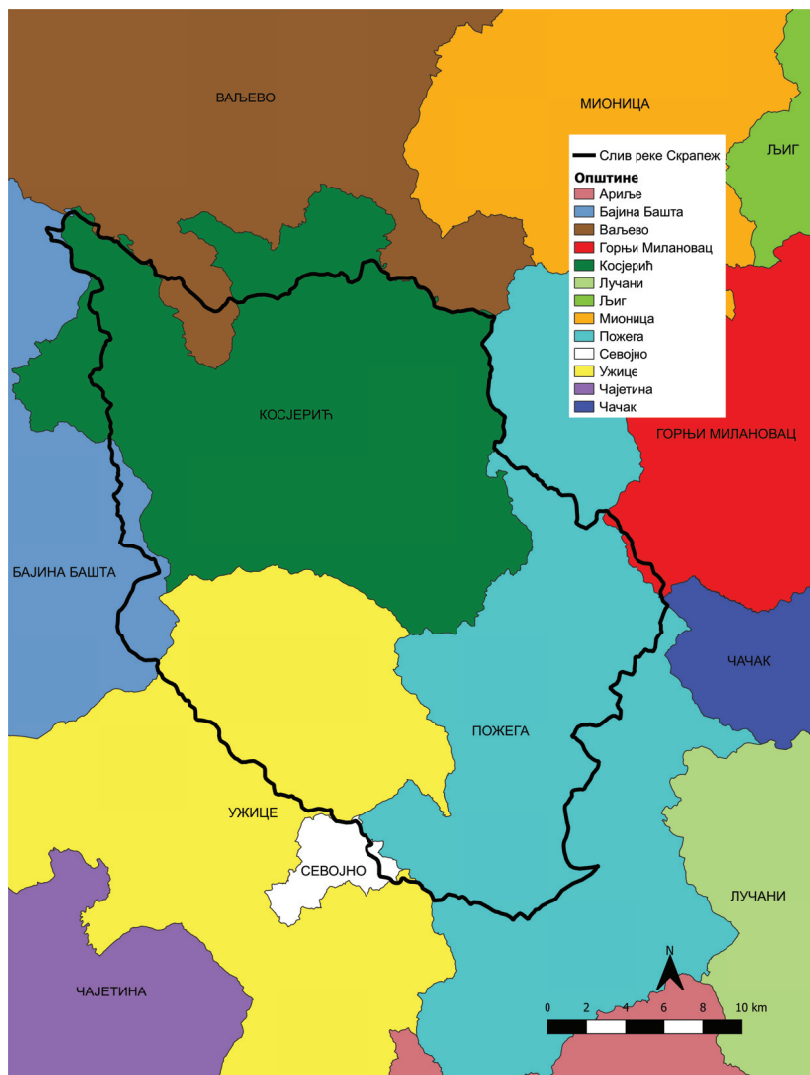 ВАЉЕВО
МИОНИЦА
ЉИГ
Слив реке Скрапеж
Општине
Ариље
Бајина Башта
Ваљево
Горњи Милановац
Косјерић
Лучани
Љиг
Мионица
Пожега
Севојно
Ужице
Чајетина
Чачак
КОСЈЕРИЋ
ГОРЊИ МИЛАНОВАЦ
БАЈИНА БАШТА
ЧАЧАК
ПОЖЕГА
УЖИЦЕ
СЕВОЈНО
ЛУЧАНИ
ЧАЈЕТИНА
N
0 2 4 6 8 10 km